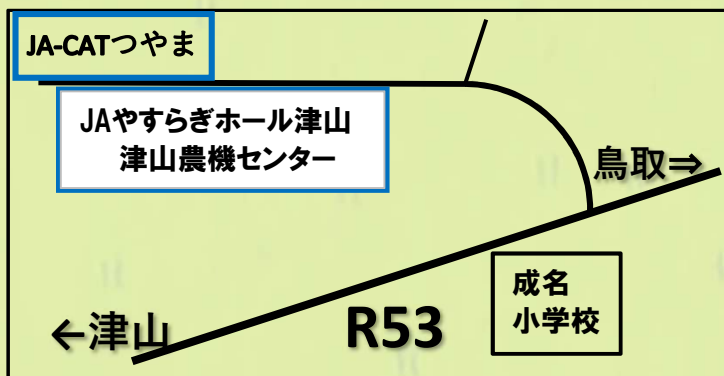 JA-CATつやま
JAやすらぎホール津山
津山農機センター
鳥取⇒
成名
小学校
←津山
R53